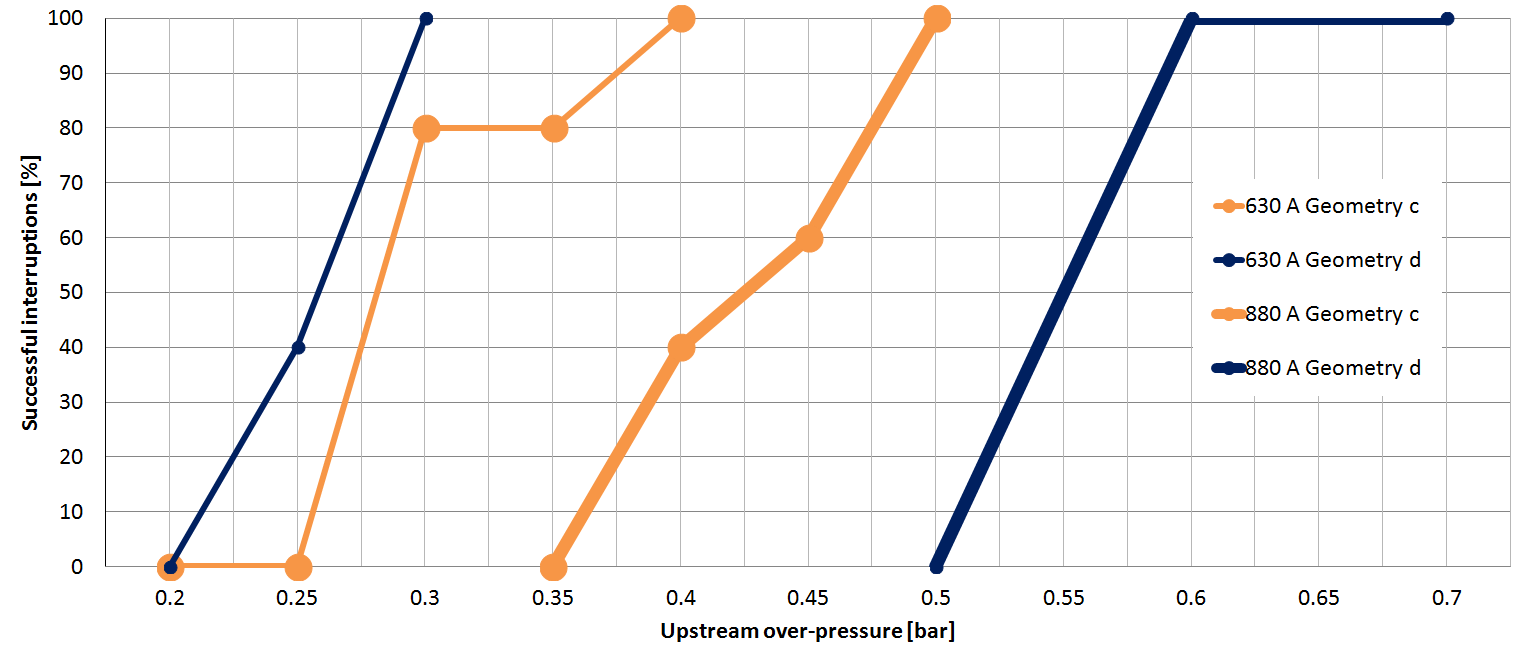 100
90
80
70
60
50
40
30
20
10
0
Successful interruptions [%]
630 A Geometry c
630 A Geometry d
880 A Geometry c
880 A Geometry d
0.2 0.25 0.3 0.35 0.4 0.45 0.5 0.55 0.6 0.65 0.7
Upstream over-pressure [bar]